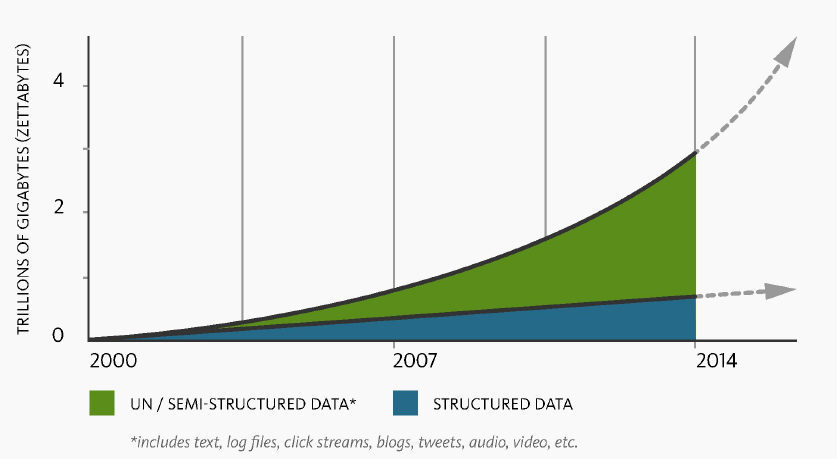 TRILLIONS OF GIGABYTES (ZETTABYTES)
4
2
0
2000 2007 2014
UN / SEMI-STRUCTURED DATA* STRUCTURED DATA
*includes text, log files, click streams, blogs, tweets, audio, video, etc.